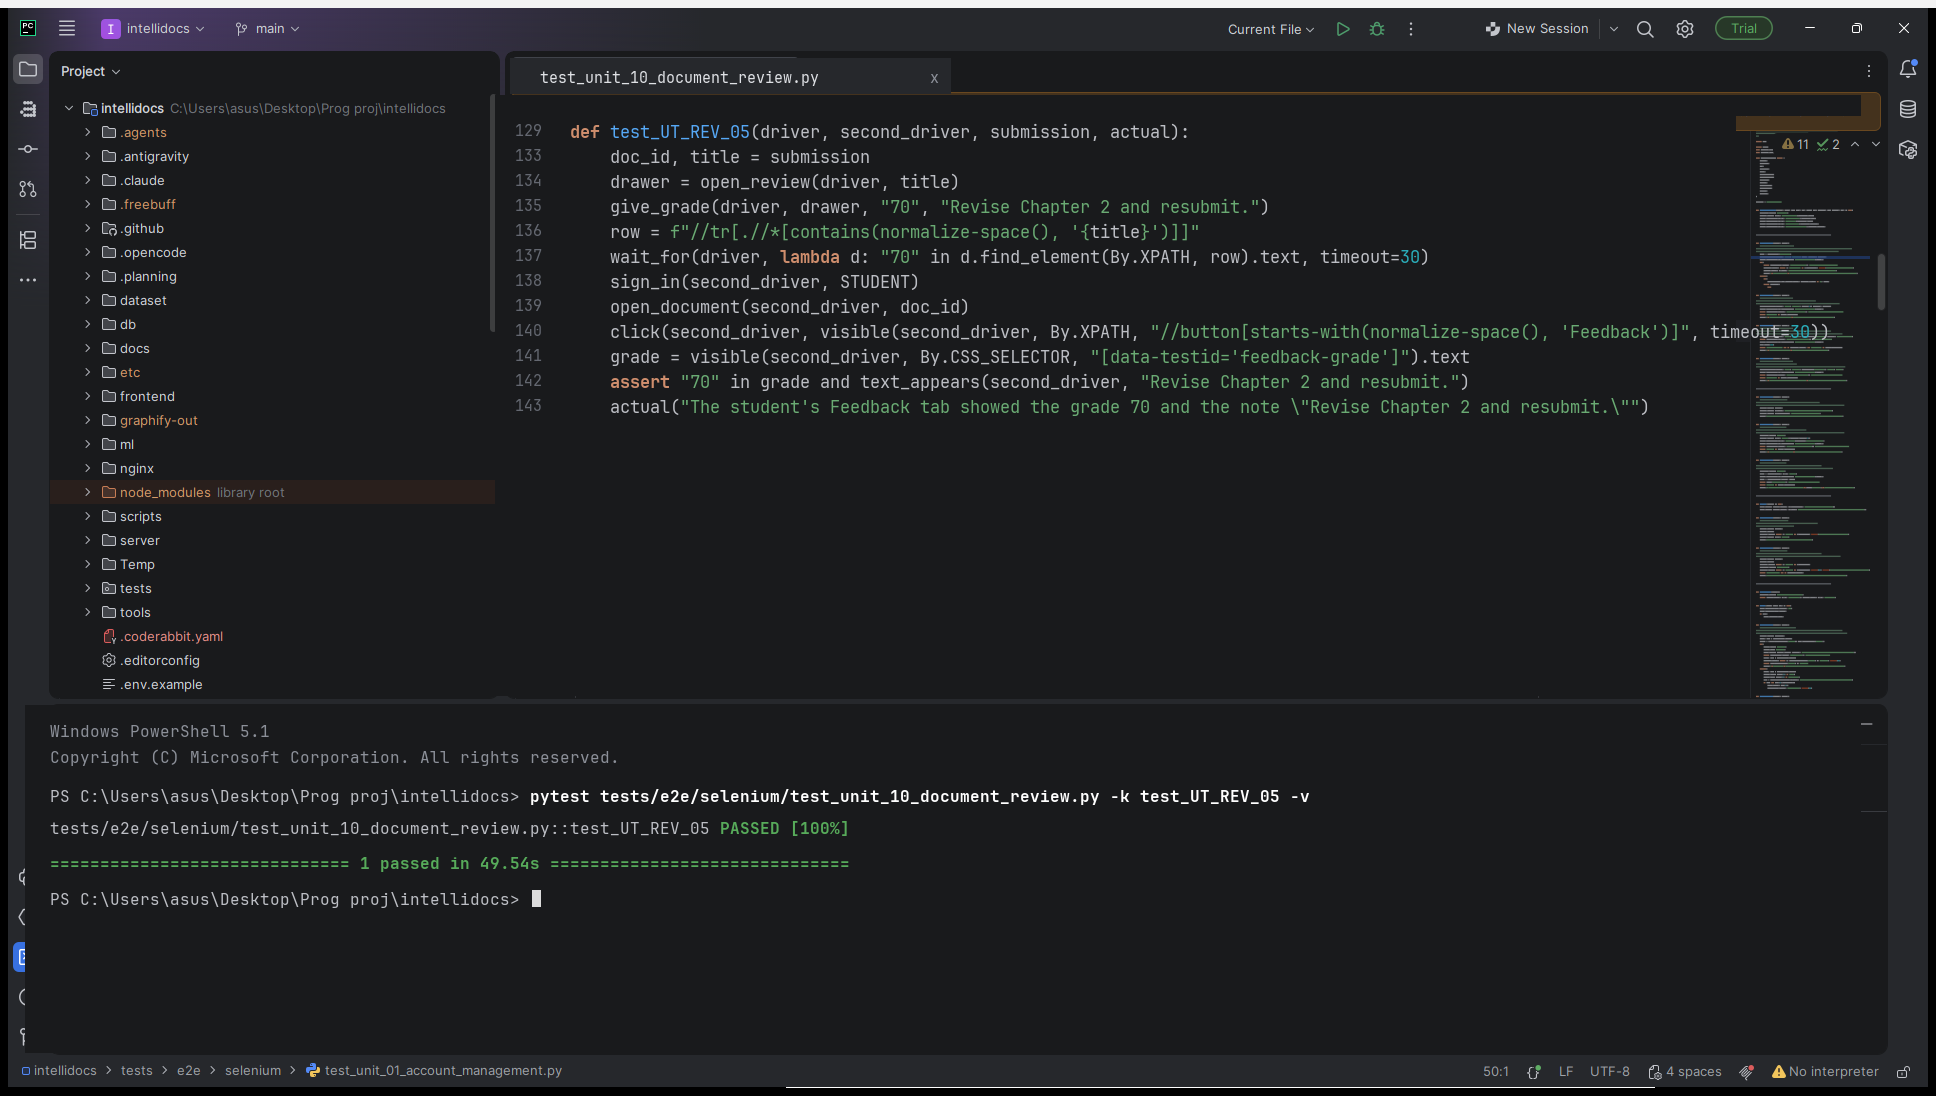 PC
I intellidocs
main
Current File
New Session
Trial
Project
intellidocs C:\Users\asus\Desktop\Prog proj\intellidocs
.agents
.antigravity
.claude
.freebuff
.github
.opencode
.planning
dataset
db
docs
etc
frontend
graphify-out
ml
nginx
node_modules library root
scripts
server
Temp
tests
tools
.coderabbit.yaml
.editorconfig
.env.example
test_unit_10_document_review.py x
11 2
129 def test_UT_REV_05(driver, second_driver, submission, actual):
133 doc_id, title = submission
134 drawer = open_review(driver, title)
135 give_grade(driver, drawer, "70", "Revise Chapter 2 and resubmit.")
136 row = f"//tr[.//*[contains(normalize-space(), '{title}')]]"
137 wait_for(driver, lambda d: "70" in d.find_element(By.XPATH, row).text, timeout=30)
138 sign_in(second_driver, STUDENT)
139 open_document(second_driver, doc_id)
140 click(second_driver, visible(second_driver, By.XPATH, "//button[starts-with(normalize-space(), 'Feedback')]", timeout=30))
141 grade = visible(second_driver, By.CSS_SELECTOR, "[data-testid='feedback-grade']").text
142 assert "70" in grade and text_appears(second_driver, "Revise Chapter 2 and resubmit.")
143 actual("The student's Feedback tab showed the grade 70 and the note \"Revise Chapter 2 and resubmit.\"")
Windows PowerShell 5.1
Copyright (C) Microsoft Corporation. All rights reserved.
PS C:\Users\asus\Desktop\Prog proj\intellidocs> pytest tests/e2e/selenium/test_unit_10_document_review.py -k test_UT_REV_05 -v
tests/e2e/selenium/test_unit_10_document_review.py::test_UT_REV_05 PASSED [100%]
============================== 1 passed in 49.54s ==============================
PS C:\Users\asus\Desktop\Prog proj\intellidocs>
intellidocs > tests > e2e > selenium > test_unit_01_account_management.py
50:1 LF UTF-8 4 spaces No interpreter